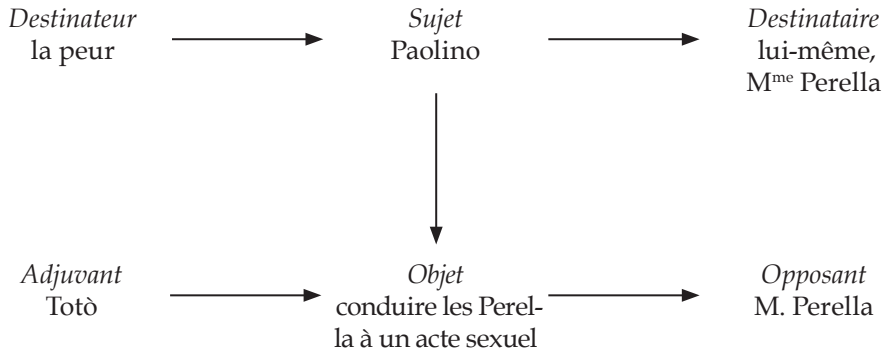 Destinateur
la peur
Sujet
Paolino
Destinataire
lui-même,
Mme Perella
Adjuvant
Totò
Objet
conduire les Perel-
la à un acte sexuel
Opposant
M. Perella